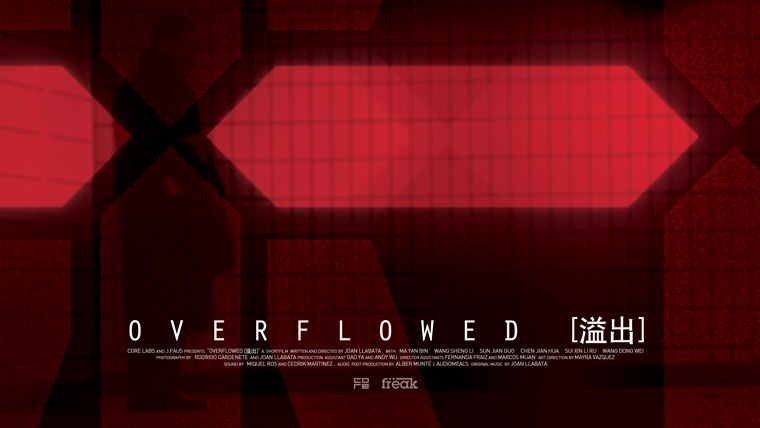 OVERFLOWED [溢出]
CORE LABS AND J.FAUS PRESENTS "OVERFLOWED [溢出]" A SHORTFILM WRITTEN AND DIRECTED BY JOAN LLABATA WITH MA YAN BIN WANG SHENG LI SUN JIAN GUO CHEN JIAN HUA SUI XIN LI RU WANG DONG WEI
PHOTOGRAPHY BY RODRIGO CARDENETE AND JOAN LLABATA PRODUCTION ASSISTANT GAO YA AND ANDY WU DIRECTOR ASSISTANTS FERNANDA FRAIZ AND MARCOS MIJAN ART DIRECTION BY MAYRA VAZQUEZ
SOUND BY MIQUEL ROS AND CEDRIK MARTINEZ. AUDIO POST PRODUCTION BY ALBER MUNTÉ | AUDIOMEALS ORIGINAL MUSIC BY JOAN LLABATA
freak